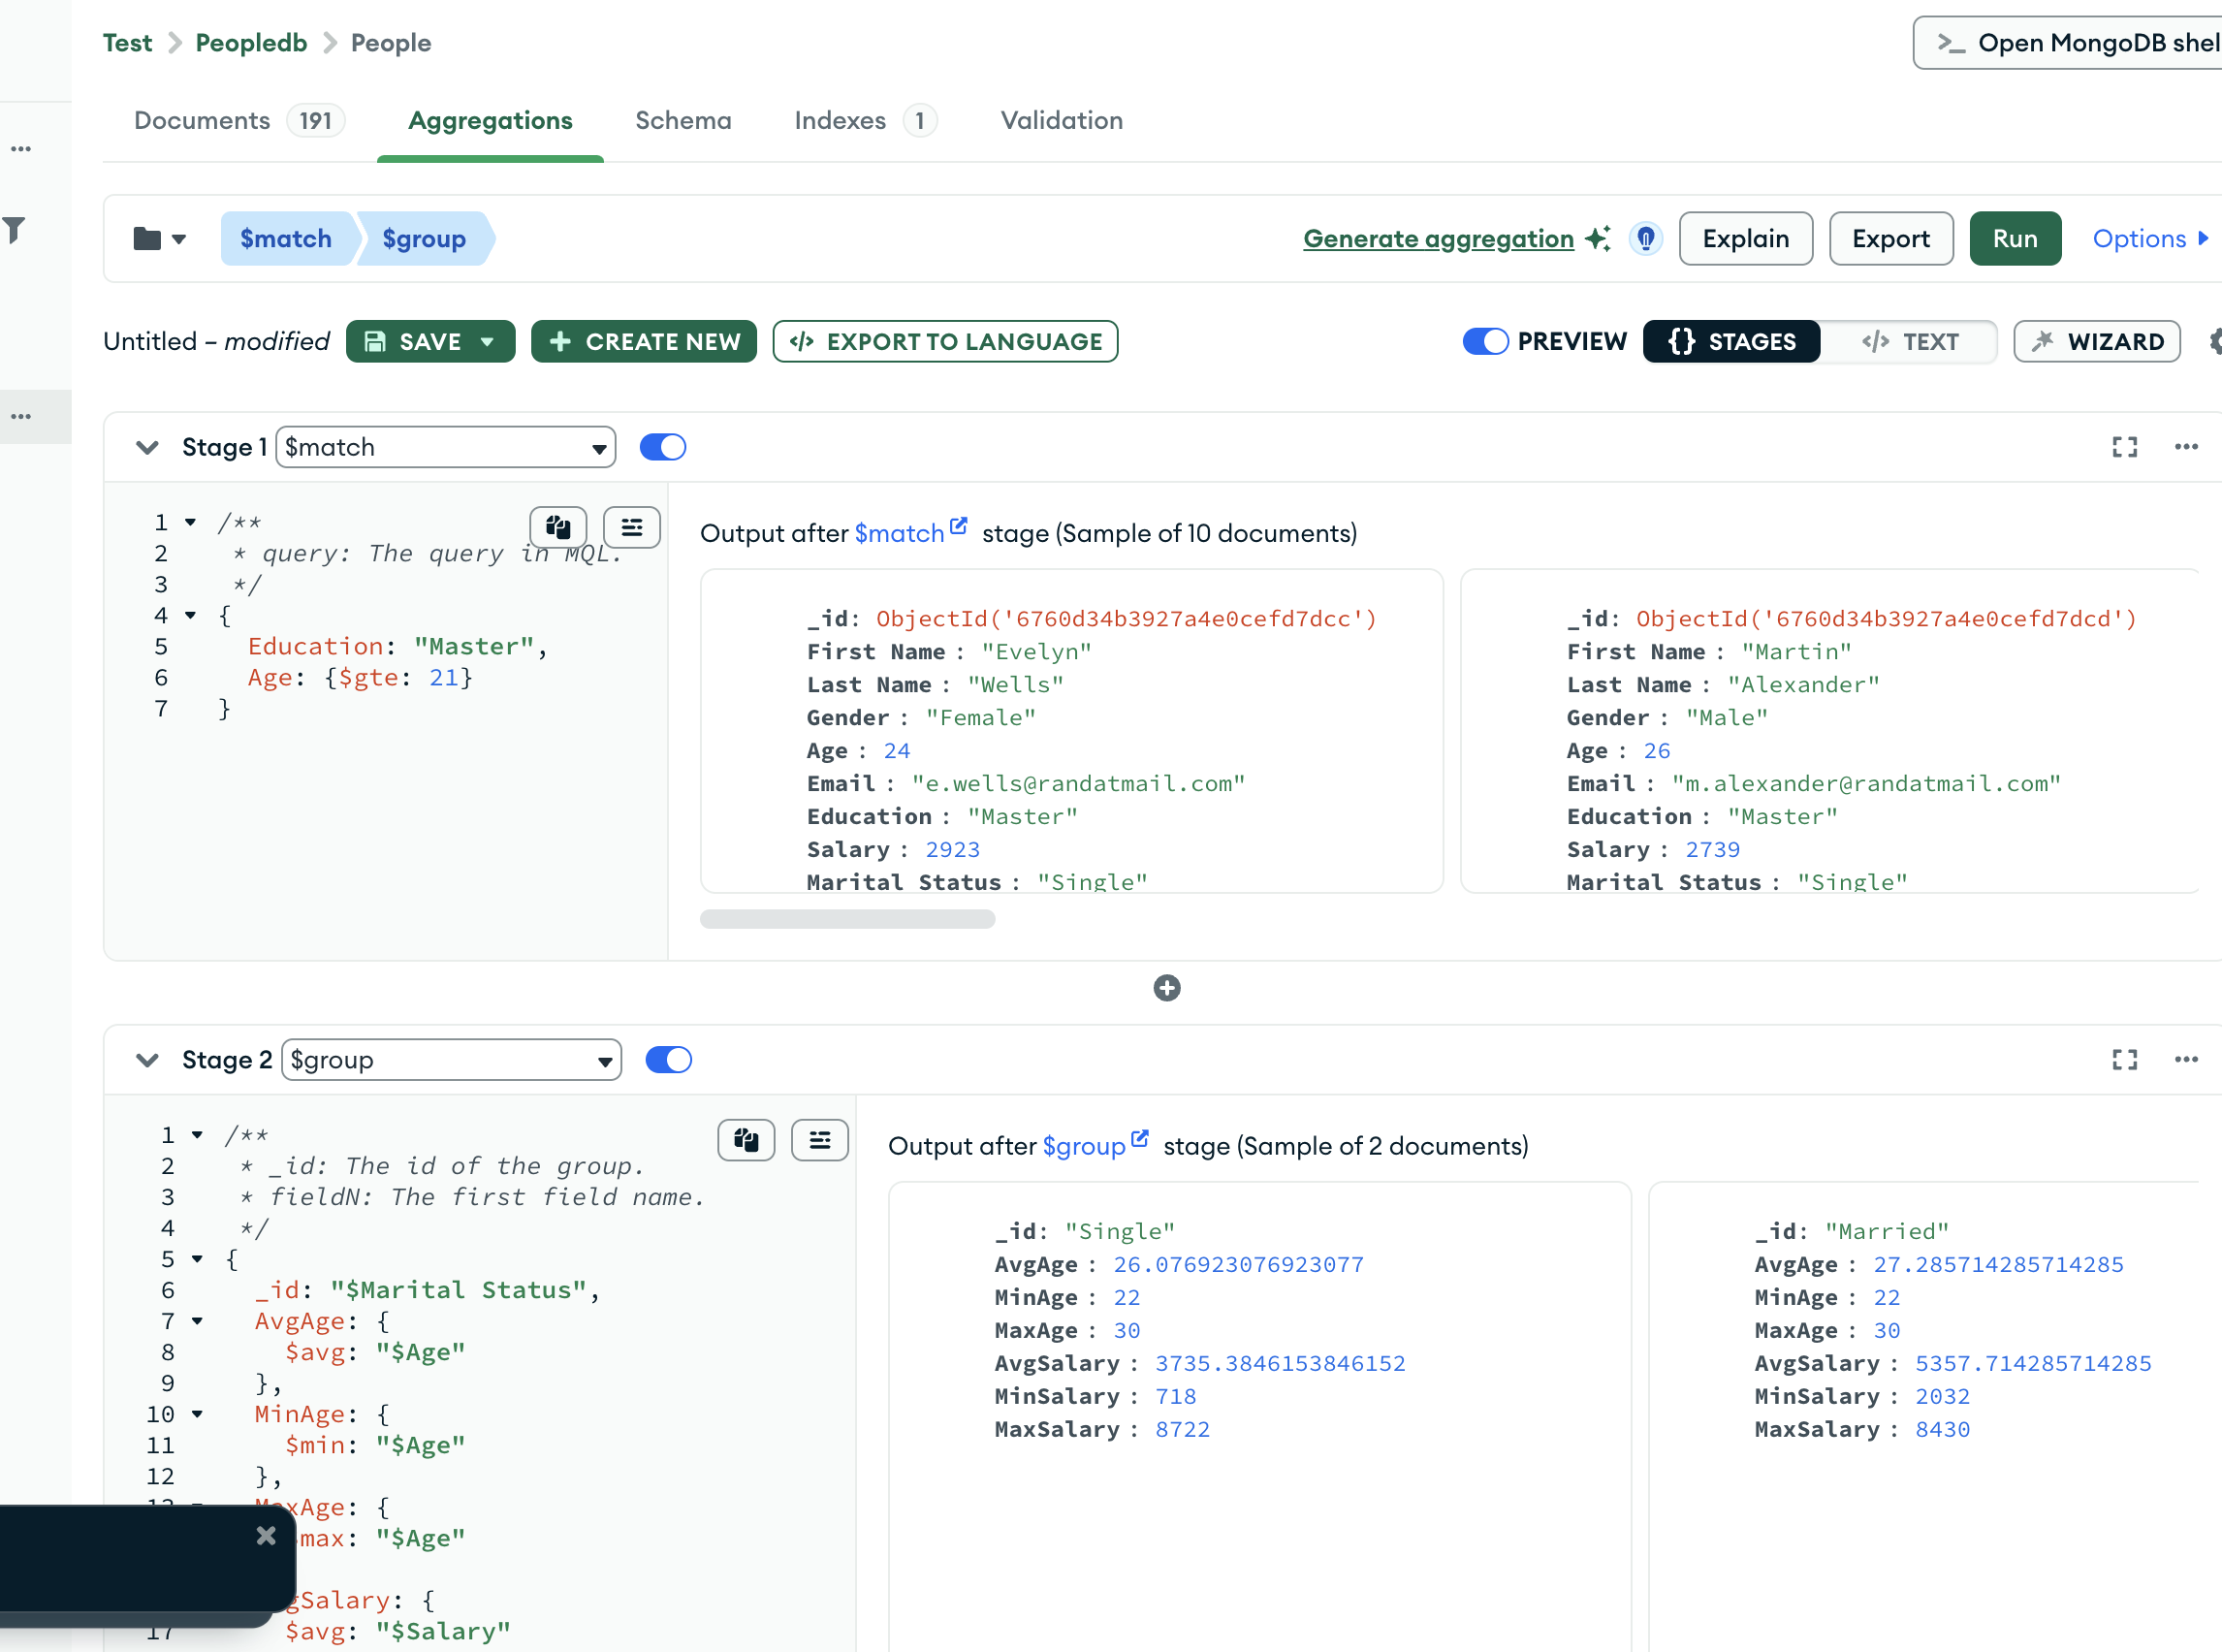 Test > Peopledb > People
>_ Open MongoDB shel
Documents 191 Aggregations Schema Indexes 1 Validation
$match $group Generate aggregation Explain Export Run Options
Untitled – modified SAVE + CREATE NEW </> EXPORT TO LANGUAGE PREVIEW {} STAGES </> TEXT WIZARD
Stage 1 $match
1 /**
2 * query: The query in MQL.
3 */
4 {
5 Education: "Master",
6 Age: {$gte: 21}
7 }
Output after $match stage (Sample of 10 documents)
_id: ObjectId('6760d34b3927a4e0cefd7dcc')
First Name : "Evelyn"
Last Name : "Wells"
Gender : "Female"
Age : 24
Email : "e.wells@randatmail.com"
Education : "Master"
Salary : 2923
Marital Status : "Single"
_id: ObjectId('6760d34b3927a4e0cefd7dcd')
First Name : "Martin"
Last Name : "Alexander"
Gender : "Male"
Age : 26
Email : "m.alexander@randatmail.com"
Education : "Master"
Salary : 2739
Marital Status : "Single"
Stage 2 $group
1 /**
2 * _id: The id of the group.
3 * fieldN: The first field name.
4 */
5 {
6 _id: "$Marital Status",
7 AvgAge: {
8 $avg: "$Age"
9 },
10 MinAge: {
11 $min: "$Age"
12 },
13 MaxAge: {
max: "$Age"
gSalary: {
17 $avg: "$Salary"
Output after $group stage (Sample of 2 documents)
_id: "Single"
AvgAge : 26.076923076923077
MinAge : 22
MaxAge : 30
AvgSalary : 3735.3846153846152
MinSalary : 718
MaxSalary : 8722
_id: "Married"
AvgAge : 27.285714285714285
MinAge : 22
MaxAge : 30
AvgSalary : 5357.714285714285
MinSalary : 2032
MaxSalary : 8430